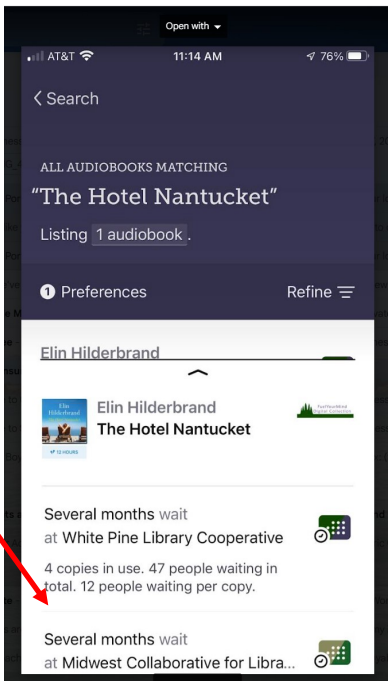 Open with
AT&T 11:14 AM 76%
Search
ALL AUDIOBOOKS MATCHING
“The Hotel Nantucket”
Listing 1 audiobook.
1 Preferences Refine
Elin Hilderbrand
Elin Hilderbrand
The Hotel Nantucket
Elin
Hilderbrand
12 HOURS
Several months wait
at White Pine Library Cooperative
4 copies in use. 47 people waiting in
total. 12 people waiting per copy.
Several months wait
at Midwest Collaborative for Libra...